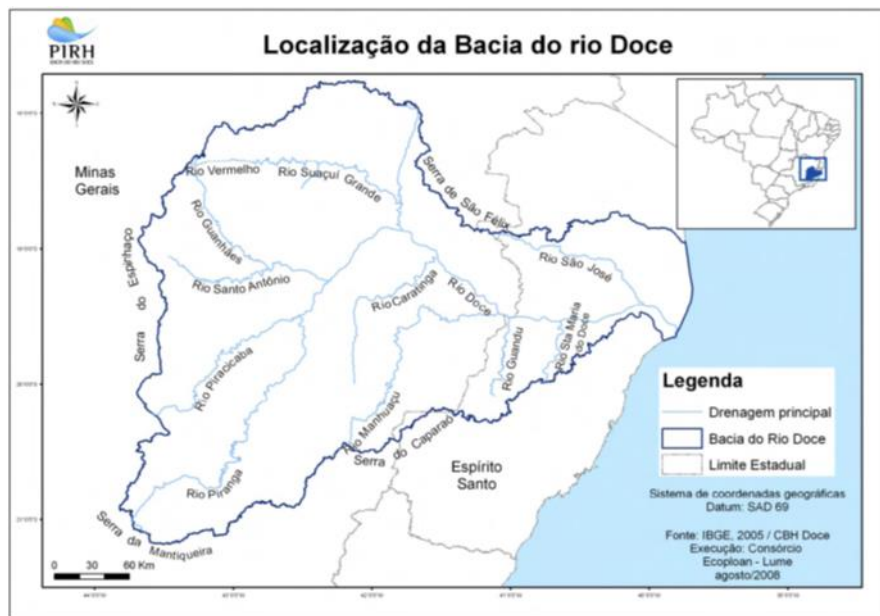 PIRH
BACIA DO RIO DOCE
Localização da Bacia do rio Doce
Minas
Gerais
Rio Vermelho
Rio Suaçuí
Grande
Serra de São Félix
Rio Guanhães
Rio Santo Antônio
Serra do Espinhaço
Rio Caratinga
Rio Doce
Rio São José
Rio Piracicaba
Rio Guandu
Rio Sta Maria
do Doce
Rio Manhuaçu
Serra do Caparaó
Rio Piranga
Serra da
Mantiqueira
Espírito
Santo
Legenda
Drenagem principal
Bacia do Rio Doce
Limite Estadual
Sistema de coordenadas geográficas
Datum: SAD 69
Fonte: IBGE, 2005 / CBH Doce
Execução: Consórcio
Ecoploan - Lume
agosto/2008
0 30 60 Km